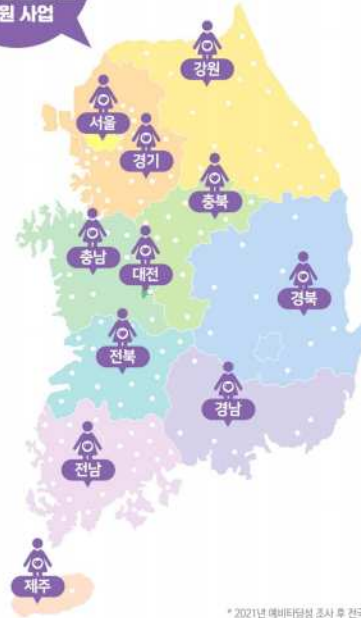 원 사업
강원
서울
경기
충북
충남
대전
경북
전북
경남
전남
제주
* 2021년 예비타당성 조사 후 전국